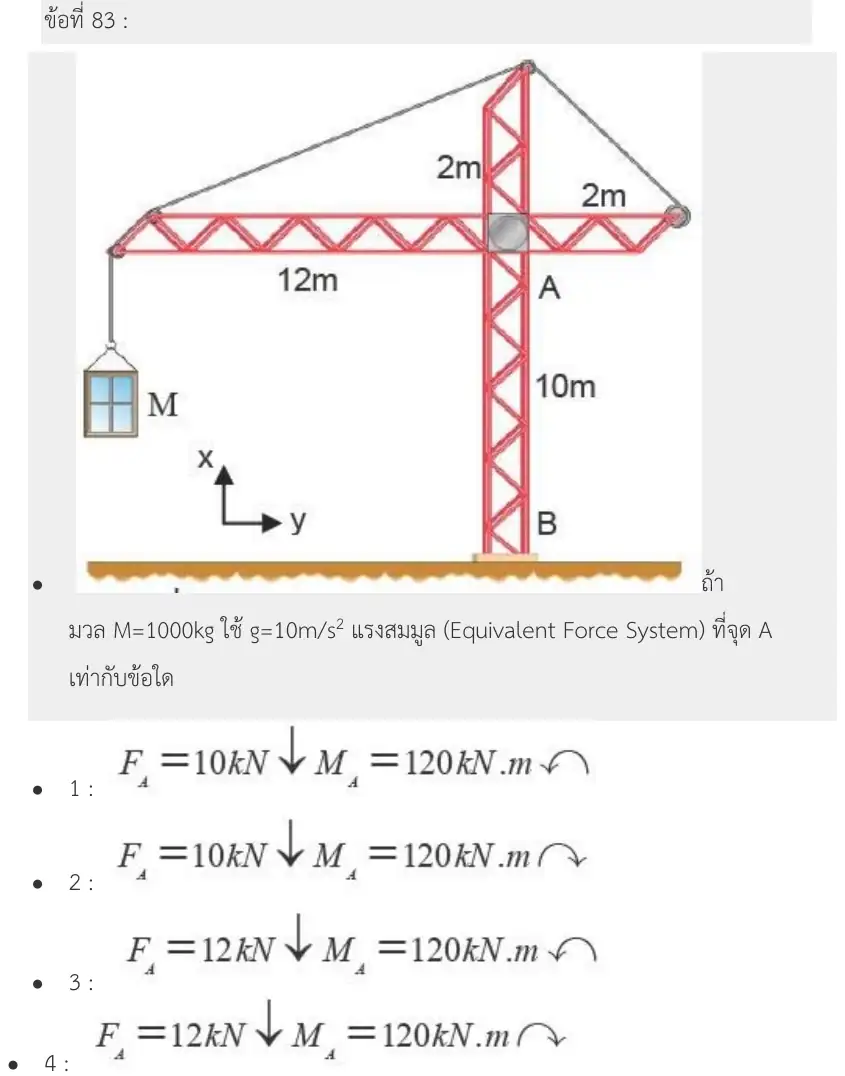 ข้อที่ 83 :
2m
2m
12m
A
M
10m
x
y
B
ถ้า
มวล M=1000kg ใช้ g=10m/s² แรงสมมูล (Equivalent Force System) ที่จุด A
เท่ากับข้อใด
1 : F_A =10kN ↓ M_A =120kN.m ↶
2 : F_A =10kN ↓ M_A =120kN.m ↷
3 : F_A =12kN ↓ M_A =120kN.m ↶
4 : F_A =12kN ↓ M_A =120kN.m ↷